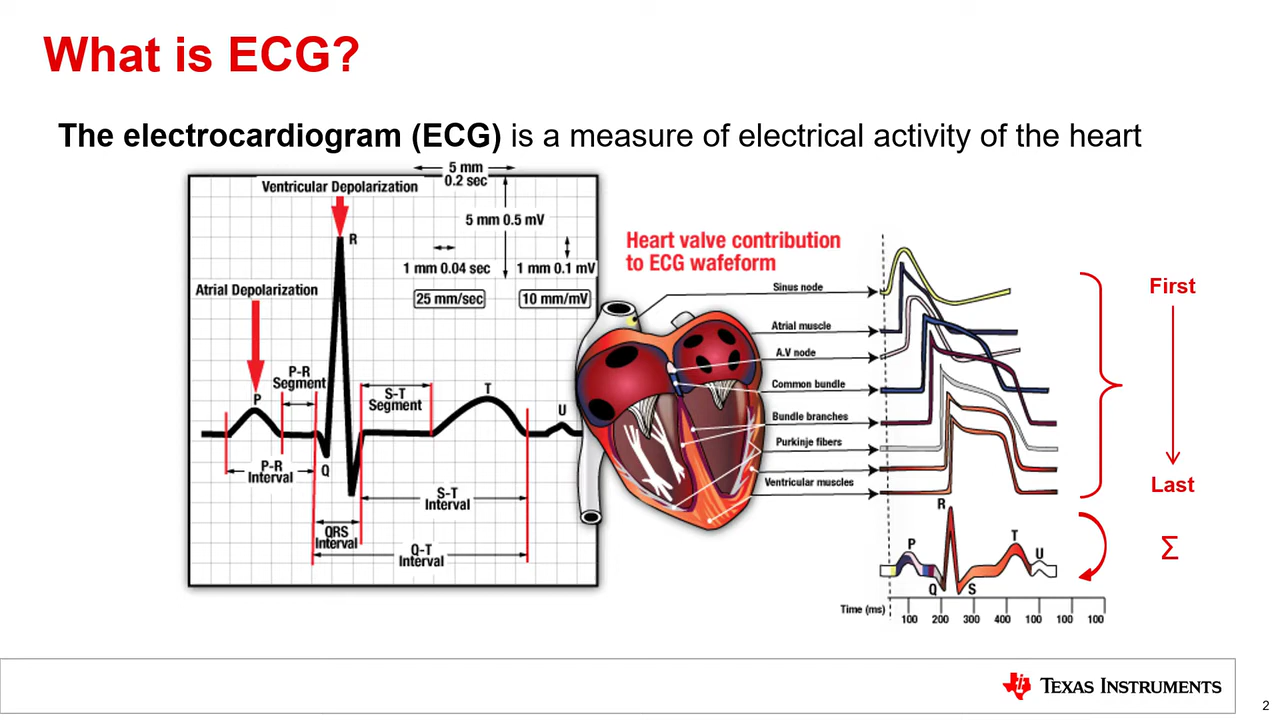 What is ECG?
The electrocardiogram (ECG) is a measure of electrical activity of the heart
5 mm
0.2 sec
Ventricular Depolarization
5 mm 0.5 mV
R
1 mm 0.04 sec
1 mm 0.1 mV
25 mm/sec
10 mm/mV
Atrial Depolarization
P-R
Segment
S-T
Segment
P
T
U
Q
P-R
Interval
S-T
Interval
QRS
Interval
Q-T
Interval
Heart valve contribution
to ECG wafeform
Sinus node
Atrial muscle
A.V node
Common bundle
Bundle branches
Purkinje fibers
Ventricular muscles
First
Last
Σ
R
P
T
U
Q
S
Time (ms)
100 200 300 400 100 100 100
TEXAS INSTRUMENTS
2